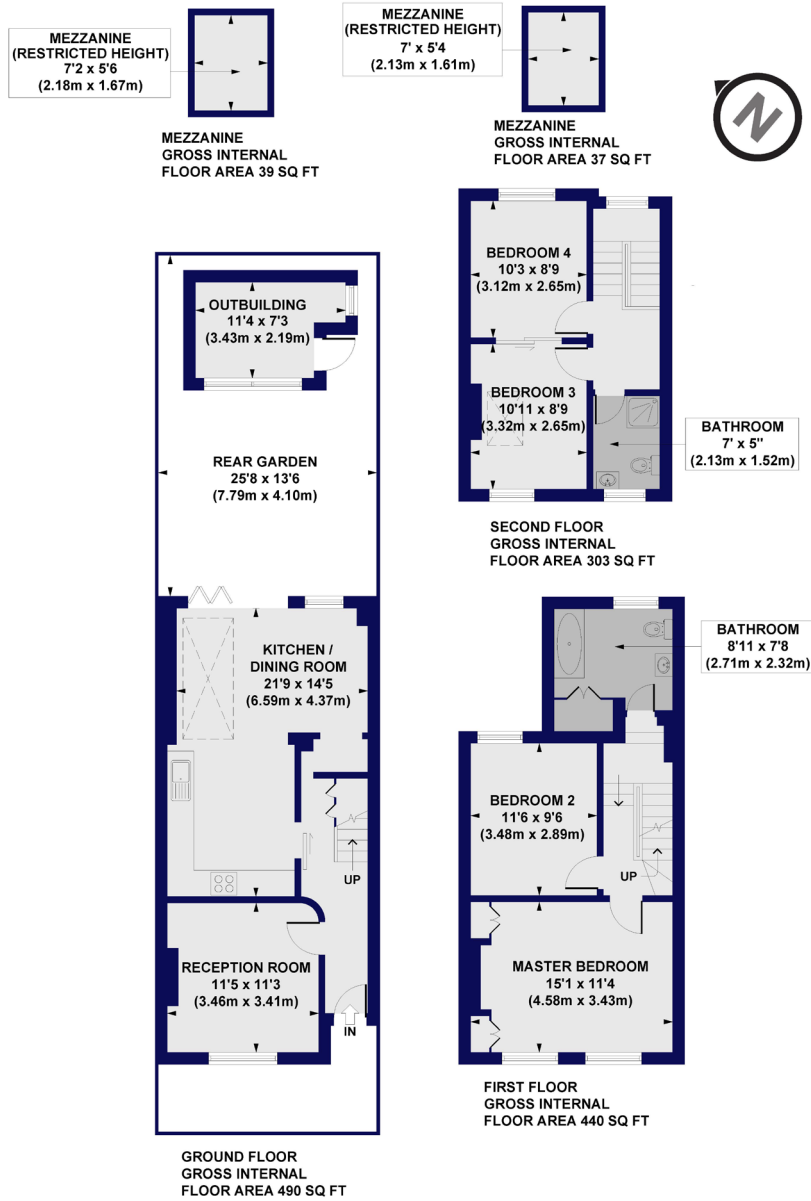 MEZZANINE
(RESTRICTED HEIGHT)
7'2 x 5'6
(2.18m x 1.67m)
MEZZANINE
GROSS INTERNAL
FLOOR AREA 39 SQ FT
MEZZANINE
(RESTRICTED HEIGHT)
7' x 5'4
(2.13m x 1.61m)
MEZZANINE
GROSS INTERNAL
FLOOR AREA 37 SQ FT
N
OUTBUILDING
11'4 x 7'3
(3.43m x 2.19m)
REAR GARDEN
25'8 x 13'6
(7.79m x 4.10m)
KITCHEN /
DINING ROOM
21'9 x 14'5
(6.59m x 4.37m)
UP
RECEPTION ROOM
11'5 x 11'3
(3.46m x 3.41m)
IN
GROUND FLOOR
GROSS INTERNAL
FLOOR AREA 490 SQ FT
BEDROOM 4
10'3 x 8'9
(3.12m x 2.65m)
BEDROOM 3
10'11 x 8'9
(3.32m x 2.65m)
BATHROOM
7' x 5''
(2.13m x 1.52m)
SECOND FLOOR
GROSS INTERNAL
FLOOR AREA 303 SQ FT
BATHROOM
8'11 x 7'8
(2.71m x 2.32m)
BEDROOM 2
11'6 x 9'6
(3.48m x 2.89m)
UP
MASTER BEDROOM
15'1 x 11'4
(4.58m x 3.43m)
FIRST FLOOR
GROSS INTERNAL
FLOOR AREA 440 SQ FT